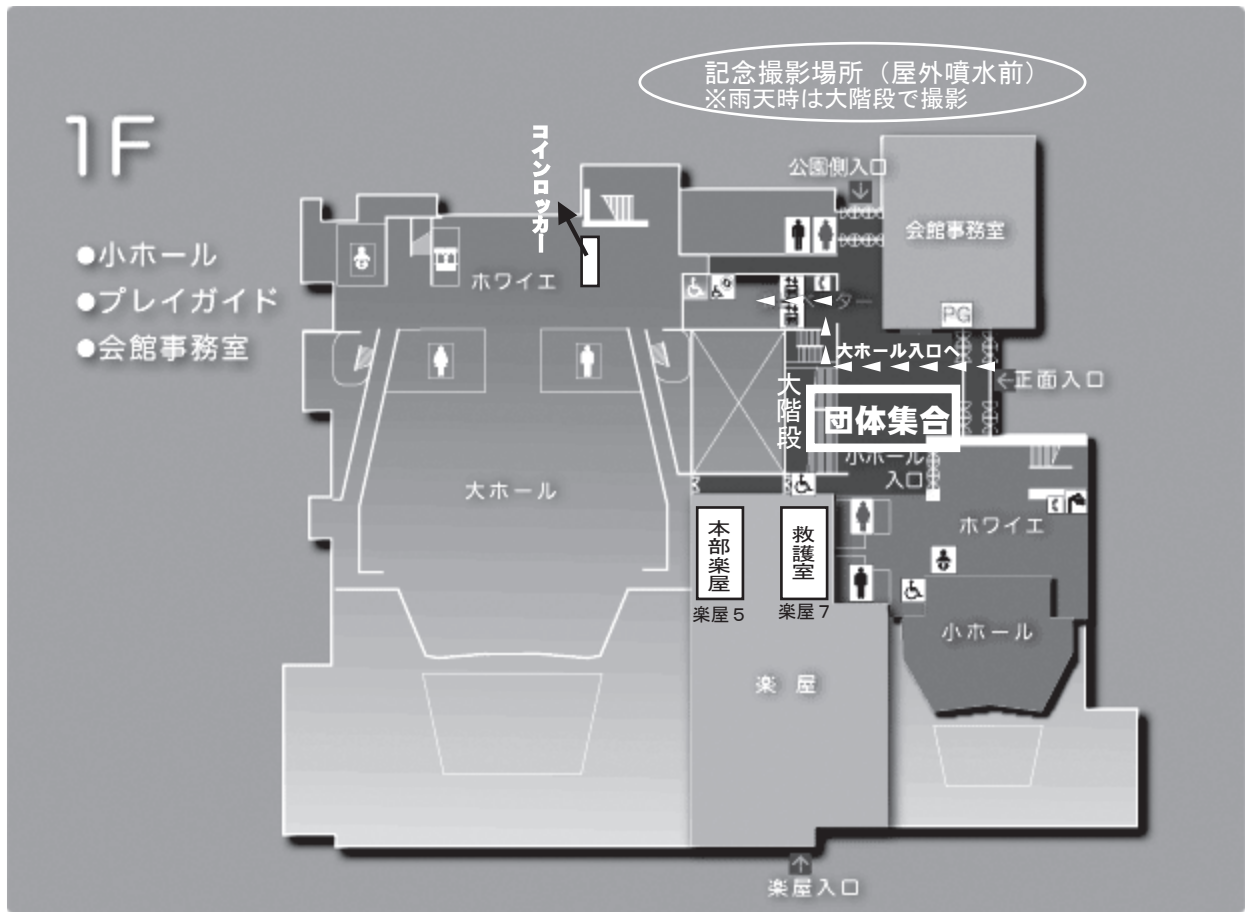 記念撮影場所（屋外噴水前）
※雨天時は大階段で撮影
1F
●小ホール
●プレイガイド
●会館事務室
コインロッカー
公園側入口
会館事務室
ホワイエ
PG
大ホール入口へ
正面入口
大階段
団体集合
小ホール
入口
大ホール
ホワイエ
本部楽屋
救護室
楽屋5
楽屋7
小ホール
楽屋
楽屋入口